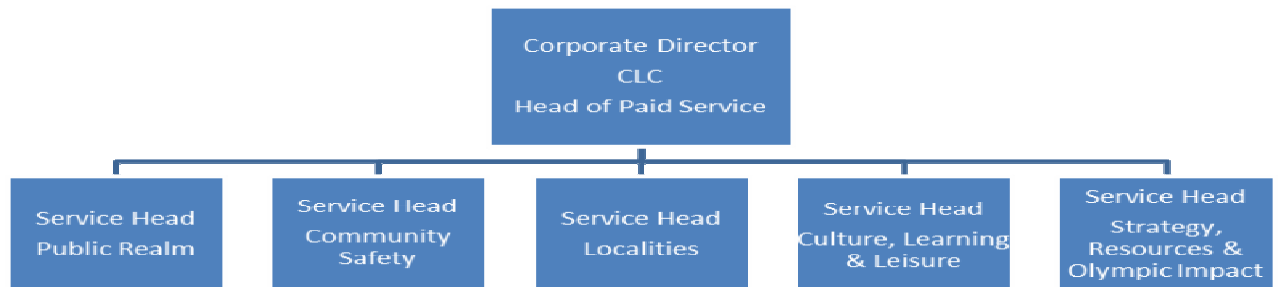 Corporate Director
CLC
Head of Paid Service
Service Head
Public Realm
Service Head
Community
Safety
Service Head
Localities
Service Head
Culture, Learning
& Leisure
Service Head
Strategy,
Resources &
Olympic Impact